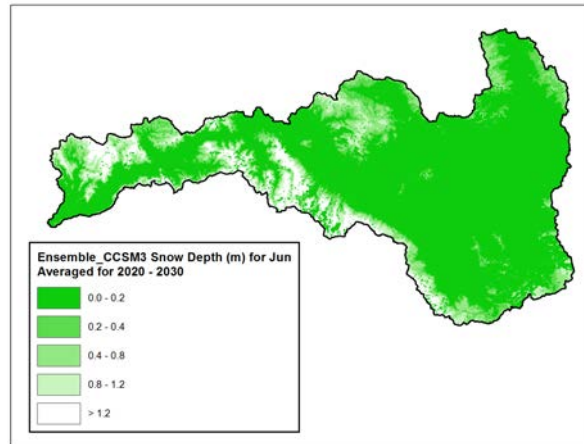 Ensemble_CCSM3 Snow Depth (m) for Jun
Averaged for 2020 - 2030
0.0 - 0.2
0.2 - 0.4
0.4 - 0.8
0.8 - 1.2
> 1.2